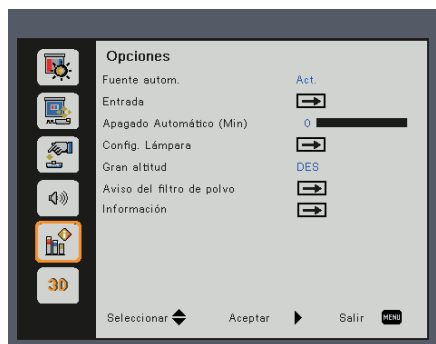 Opciones
Fuente autom. Act.
Entrada
Apagado Automático (Min) 0
Config. Lámpara
Gran altitud DES
Aviso del filtro de polvo
Información
3D
Seleccionar Aceptar Salir MENU